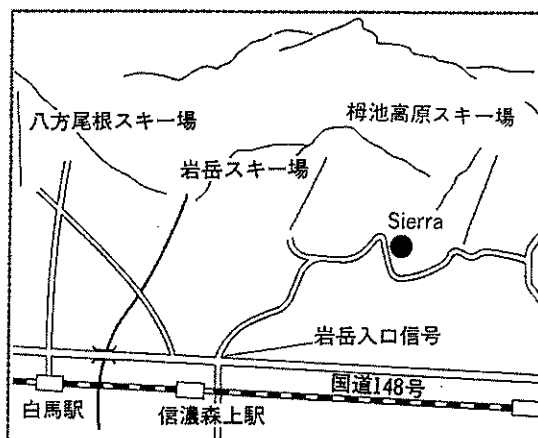 八方尾根スキー場
栂池高原スキー場
岩岳スキー場
Sierra
岩岳入口信号
国道148号
白馬駅
信濃森上駅